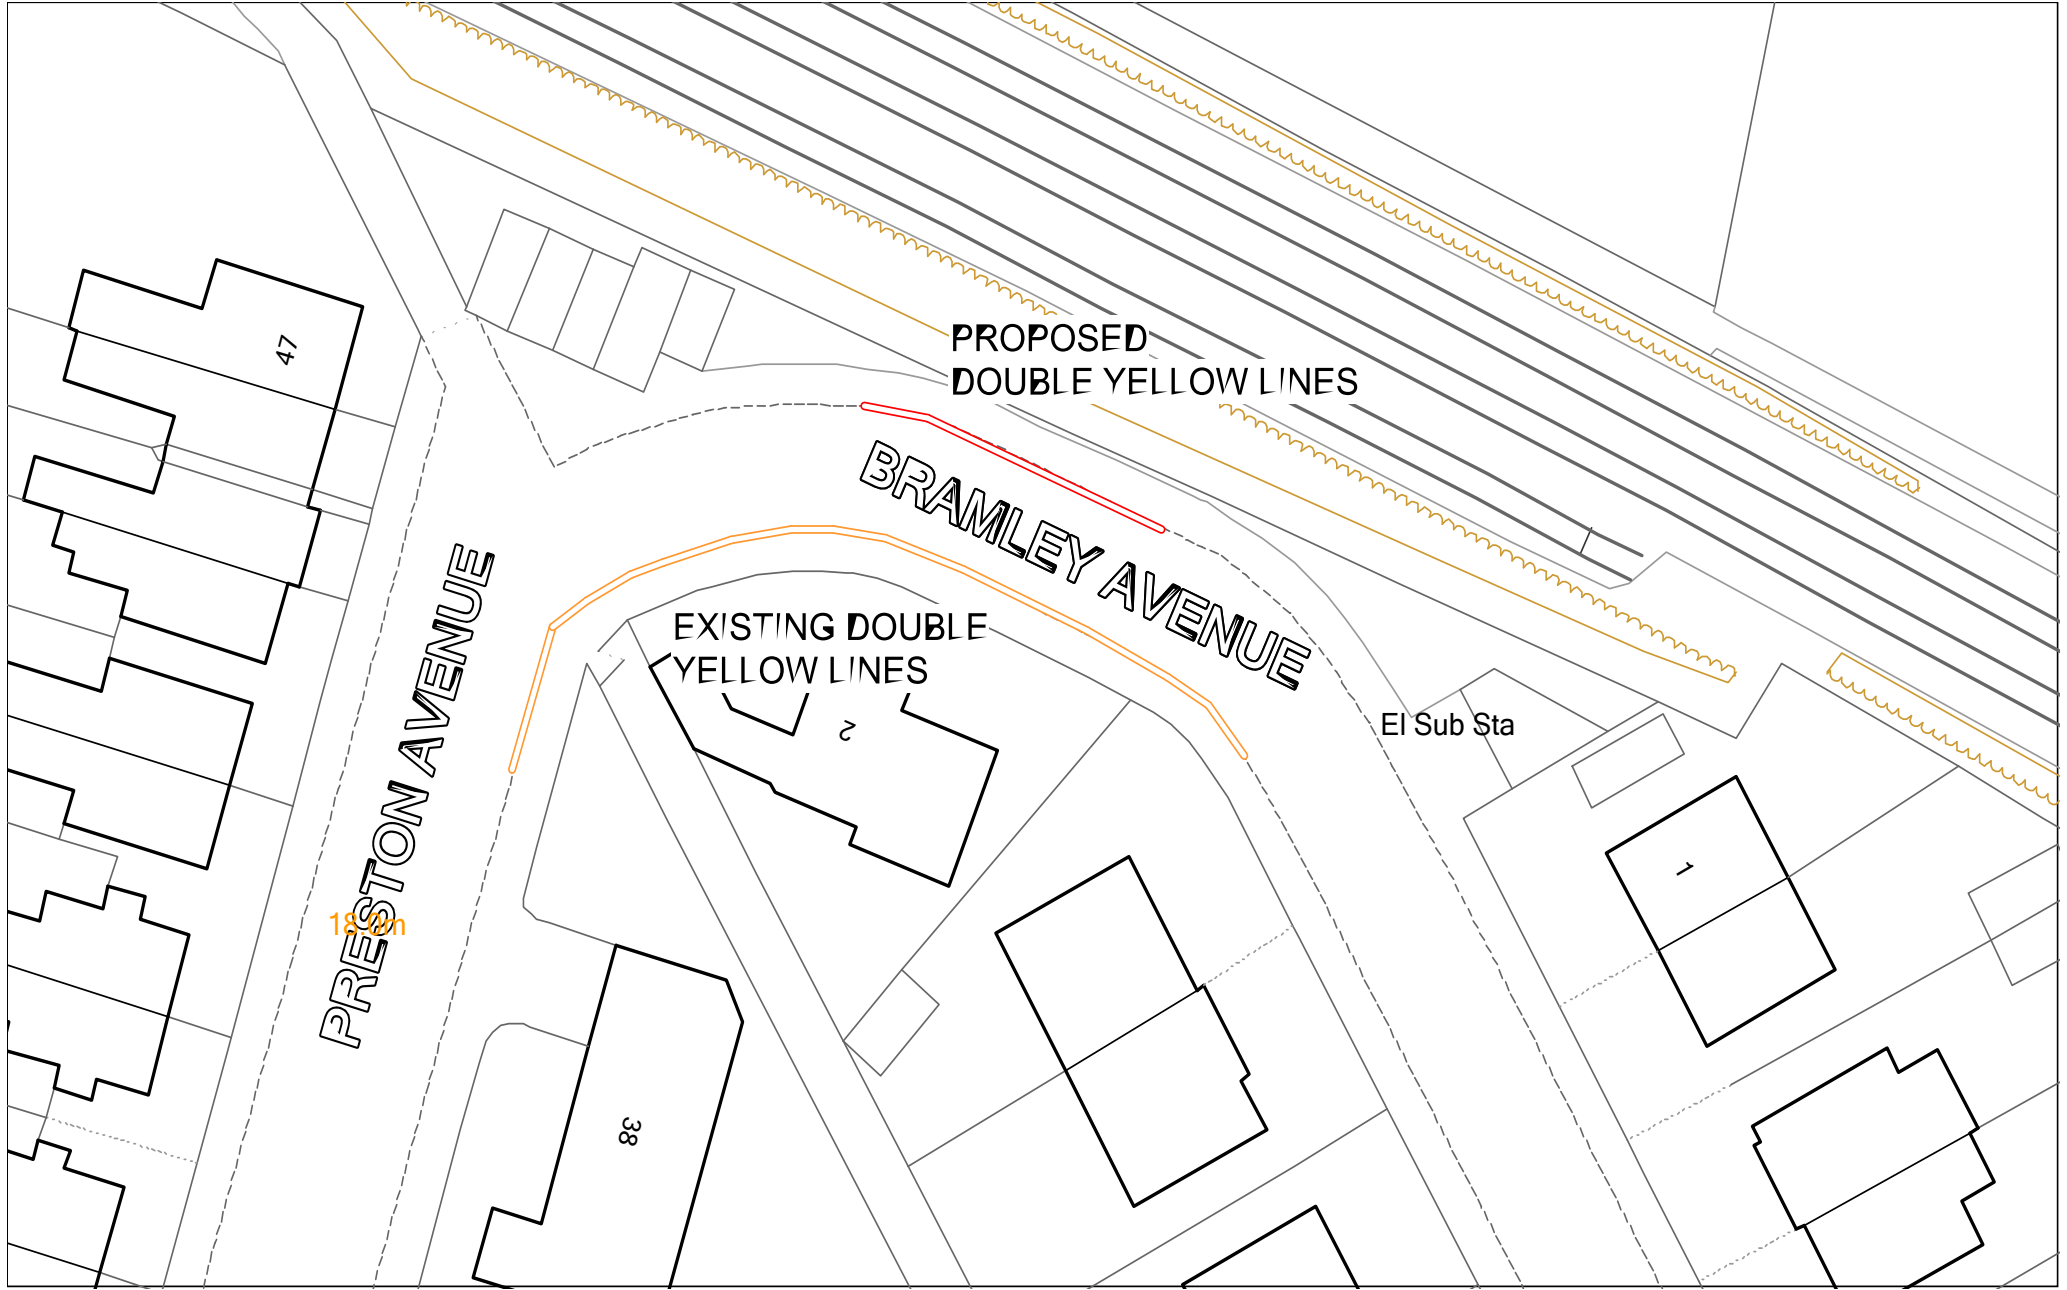 47
PROPOSED
DOUBLE YELLOW LINES
BRAMLEY AVENUE
EXISTING DOUBLE
YELLOW LINES
PRESTON AVENUE
2
El Sub Sta
1
18.0m
38